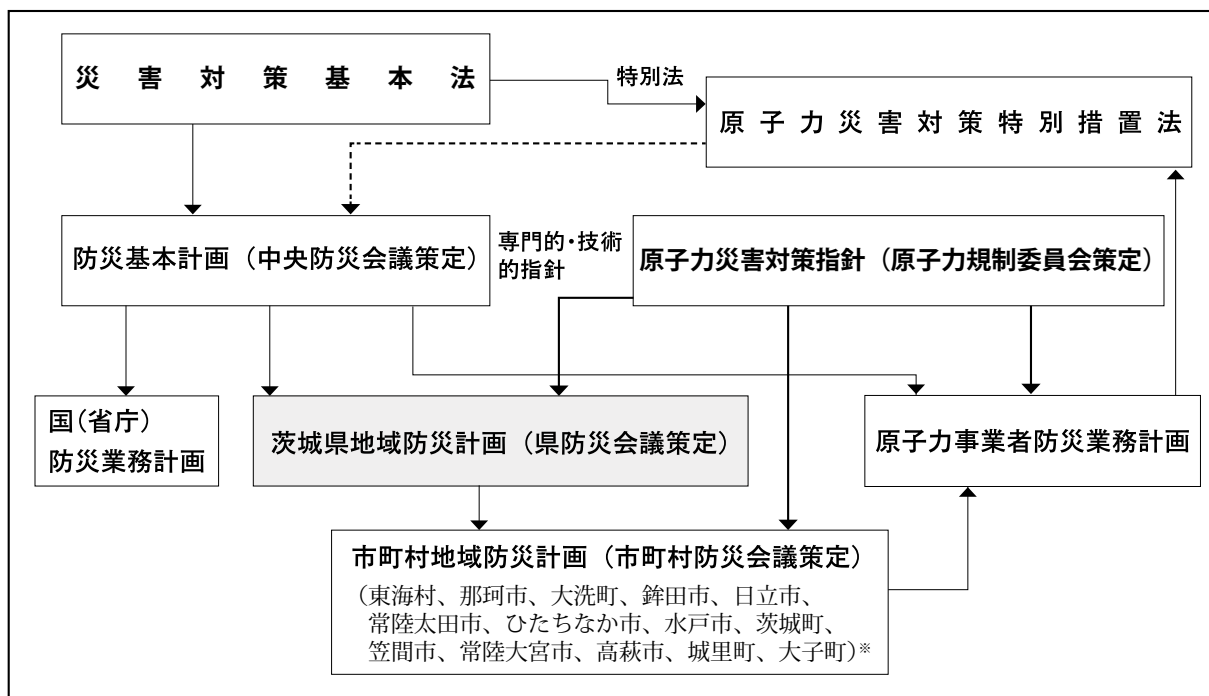 災害対策基本法
特別法
原子力災害対策特別措置法
防災基本計画（中央防災会議策定）
専門的・技術
的指針
原子力災害対策指針（原子力規制委員会策定）
国（省庁）
防災業務計画
茨城県地域防災計画（県防災会議策定）
原子力事業者防災業務計画
市町村地域防災計画（市町村防災会議策定）
（東海村、那珂市、大洗町、鉾田市、日立市、
常陸太田市、ひたちなか市、水戸市、茨城町、
笠間市、常陸大宮市、高萩市、城里町、大子町）※